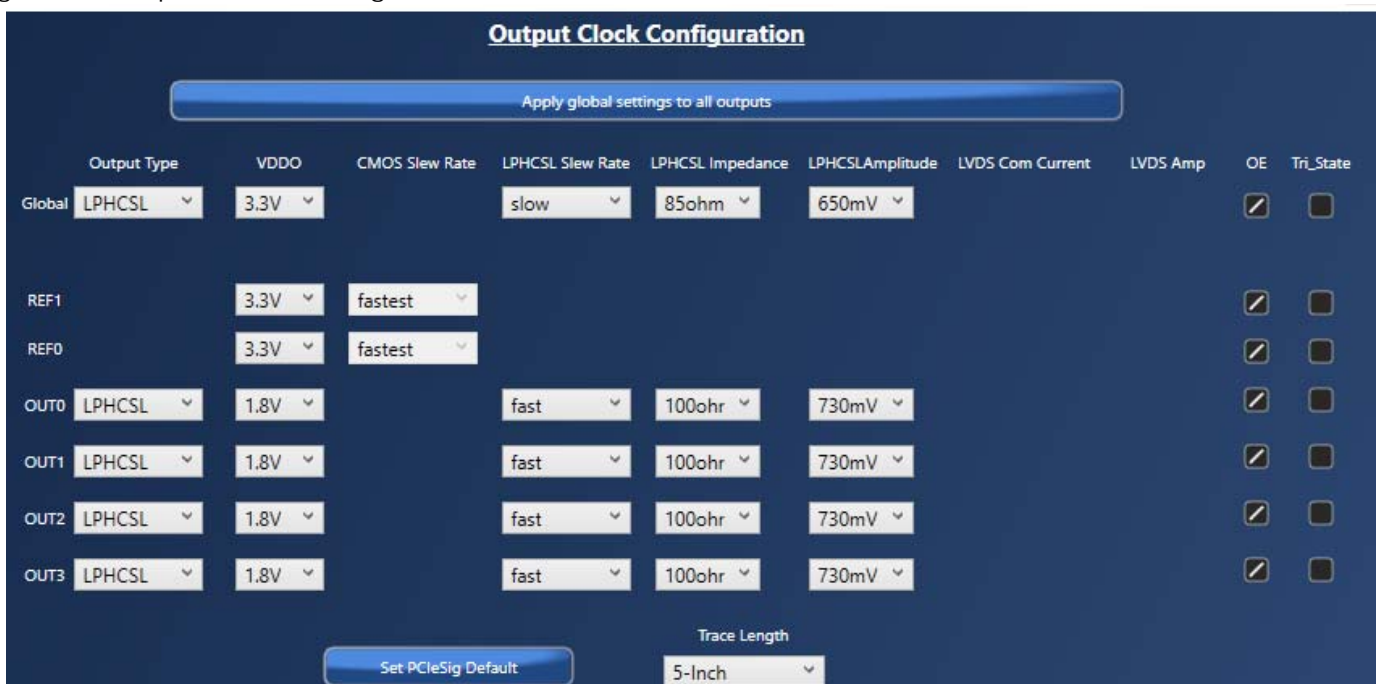 Output Clock Configuration
Apply global settings to all outputs
Output Type VDDO CMOS Slew Rate LPHCSL Slew Rate LPHCSL Impedance LPHCSLAmplitude LVDS Com Current LVDS Amp OE Tri_State
Global LPHCSL 3.3V slow 85ohm 650mV
REF1 3.3V fastest
REF0 3.3V fastest
OUT0 LPHCSL 1.8V fast 100ohr 730mV
OUT1 LPHCSL 1.8V fast 100ohr 730mV
OUT2 LPHCSL 1.8V fast 100ohr 730mV
OUT3 LPHCSL 1.8V fast 100ohr 730mV
Trace Length
Set PCIeSig Default 5-Inch